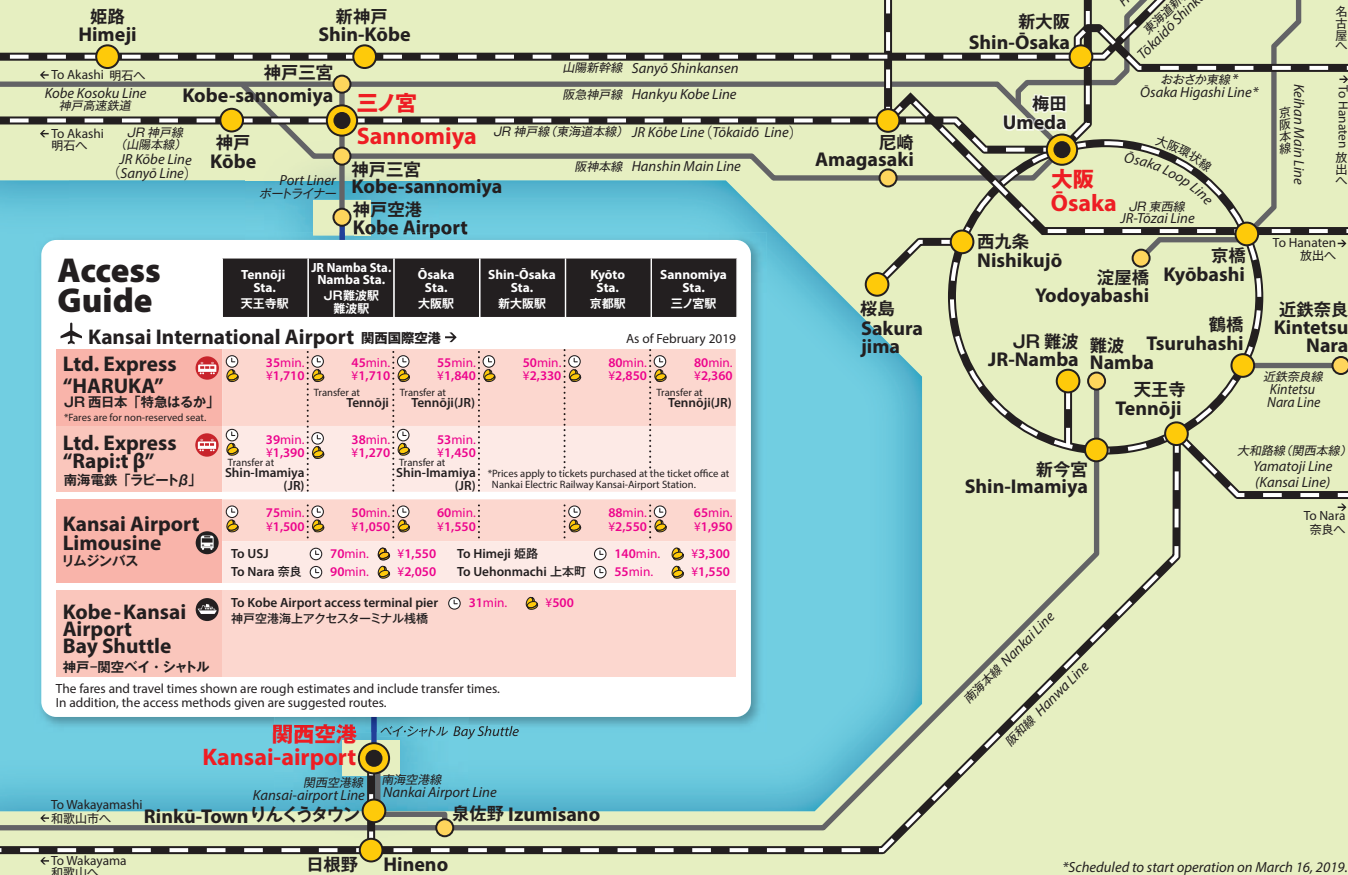 姫路
Himeji
新神戸
Shin-Kōbe
新大阪
Shin-Ōsaka
東海道新
Tōkaidō Shink
名古屋へ
←To Akashi 明石へ
神戸三宮
Kobe-sannomiya
山陽新幹線 Sanyō Shinkansen
Kobe Kosoku Line
神戸高速鉄道
阪急神戸線 Hankyu Kobe Line
おおさか東線*
Ōsaka Higashi Line*
梅田
Umeda
三ノ宮
Sannomiya
←To Akashi
明石へ
JR 神戸線
(山陽本線)
JR Kōbe Line
(Sanyō Line)
神戸
Kōbe
JR 神戸線(東海道本線) JR Kōbe Line (Tōkaidō Line)
尼崎
Amagasaki
Keihan Main Line
京阪本線
→To Hanaten 放出へ
大阪環状線
Ōsaka Loop Line
神戸三宮
Kobe-sannomiya
阪神本線 Hanshin Main Line
大阪
Ōsaka
Port Liner
ポートライナー
神戸空港
Kobe Airport
JR 東西線
JR-Tōzai Line
To Hanaten→
放出へ
西九条
Nishikujō
淀屋橋
Yodoyabashi
京橋
Kyōbashi
桜島
Sakura
jima
鶴橋
Tsuruhashi
近鉄奈良
Kintetsu
Nara
JR 難波
JR-Namba
難波
Namba
天王寺
Tennōji
近鉄奈良線
Kintetsu
Nara Line
新今宮
Shin-Imamiya
大和路線(関西本線)
Yamatoji Line
(Kansai Line)
→
To Nara
奈良へ
南海本線 Nankai Line
阪和線 Hanwa Line
Access
Guide
Tennōji
Sta.
天王寺駅
JR Namba Sta.
Namba Sta.
JR難波駅
難波駅
Ōsaka
Sta.
大阪駅
Shin-Ōsaka
Sta.
新大阪駅
Kyōto
Sta.
京都駅
Sannomiya
Sta.
三ノ宮駅
Kansai International Airport 関西国際空港→
As of February 2019
Ltd. Express
"HARUKA"
JR西日本「特急はるか」
*Fares are for non-reserved seat.
35min. 45min. 55min. 50min. 80min. 80min.
¥1,710 ¥1,710 ¥1,840 ¥2,330 ¥2,850 ¥2,360
Transfer at
Tennōji
Transfer at
Tennōji(JR)
Transfer at
Tennōji(JR)
Ltd. Express
"Rapi:t β"
南海電鉄「ラピートβ」
39min. 38min. 53min.
¥1,390 ¥1,270 ¥1,450
Transfer at
Shin-Imamiya
(JR)
Transfer at
Shin-Imamiya
(JR)
*Prices apply to tickets purchased at the ticket office at
Nankai Electric Railway Kansai-Airport Station.
Kansai Airport
Limousine
リムジンバス
75min. 50min. 60min. 88min. 65min.
¥1,500 ¥1,050 ¥1,550 ¥2,550 ¥1,950
To USJ 70min. ¥1,550 To Himeji 姫路 140min. ¥3,300
To Nara 奈良 90min. ¥2,050 To Uehonmachi 上本町 55min. ¥1,550
Kobe-Kansai
Airport
Bay Shuttle
神戸−関空ベイ・シャトル
To Kobe Airport access terminal pier 31min. ¥500
神戸空港海上アクセスターミナル桟橋
The fares and travel times shown are rough estimates and include transfer times.
In addition, the access methods given are suggested routes.
関西空港
Kansai-airport
ベイ・シャトル Bay Shuttle
関西空港線
Kansai-airport Line
南海空港線
Nankai Airport Line
To Wakayamashi
←和歌山市へ
Rinkū-Town りんくうタウン
泉佐野 Izumisano
←To Wakayama
和歌山へ
日根野 Hineno
*Scheduled to start operation on March 16, 2019.